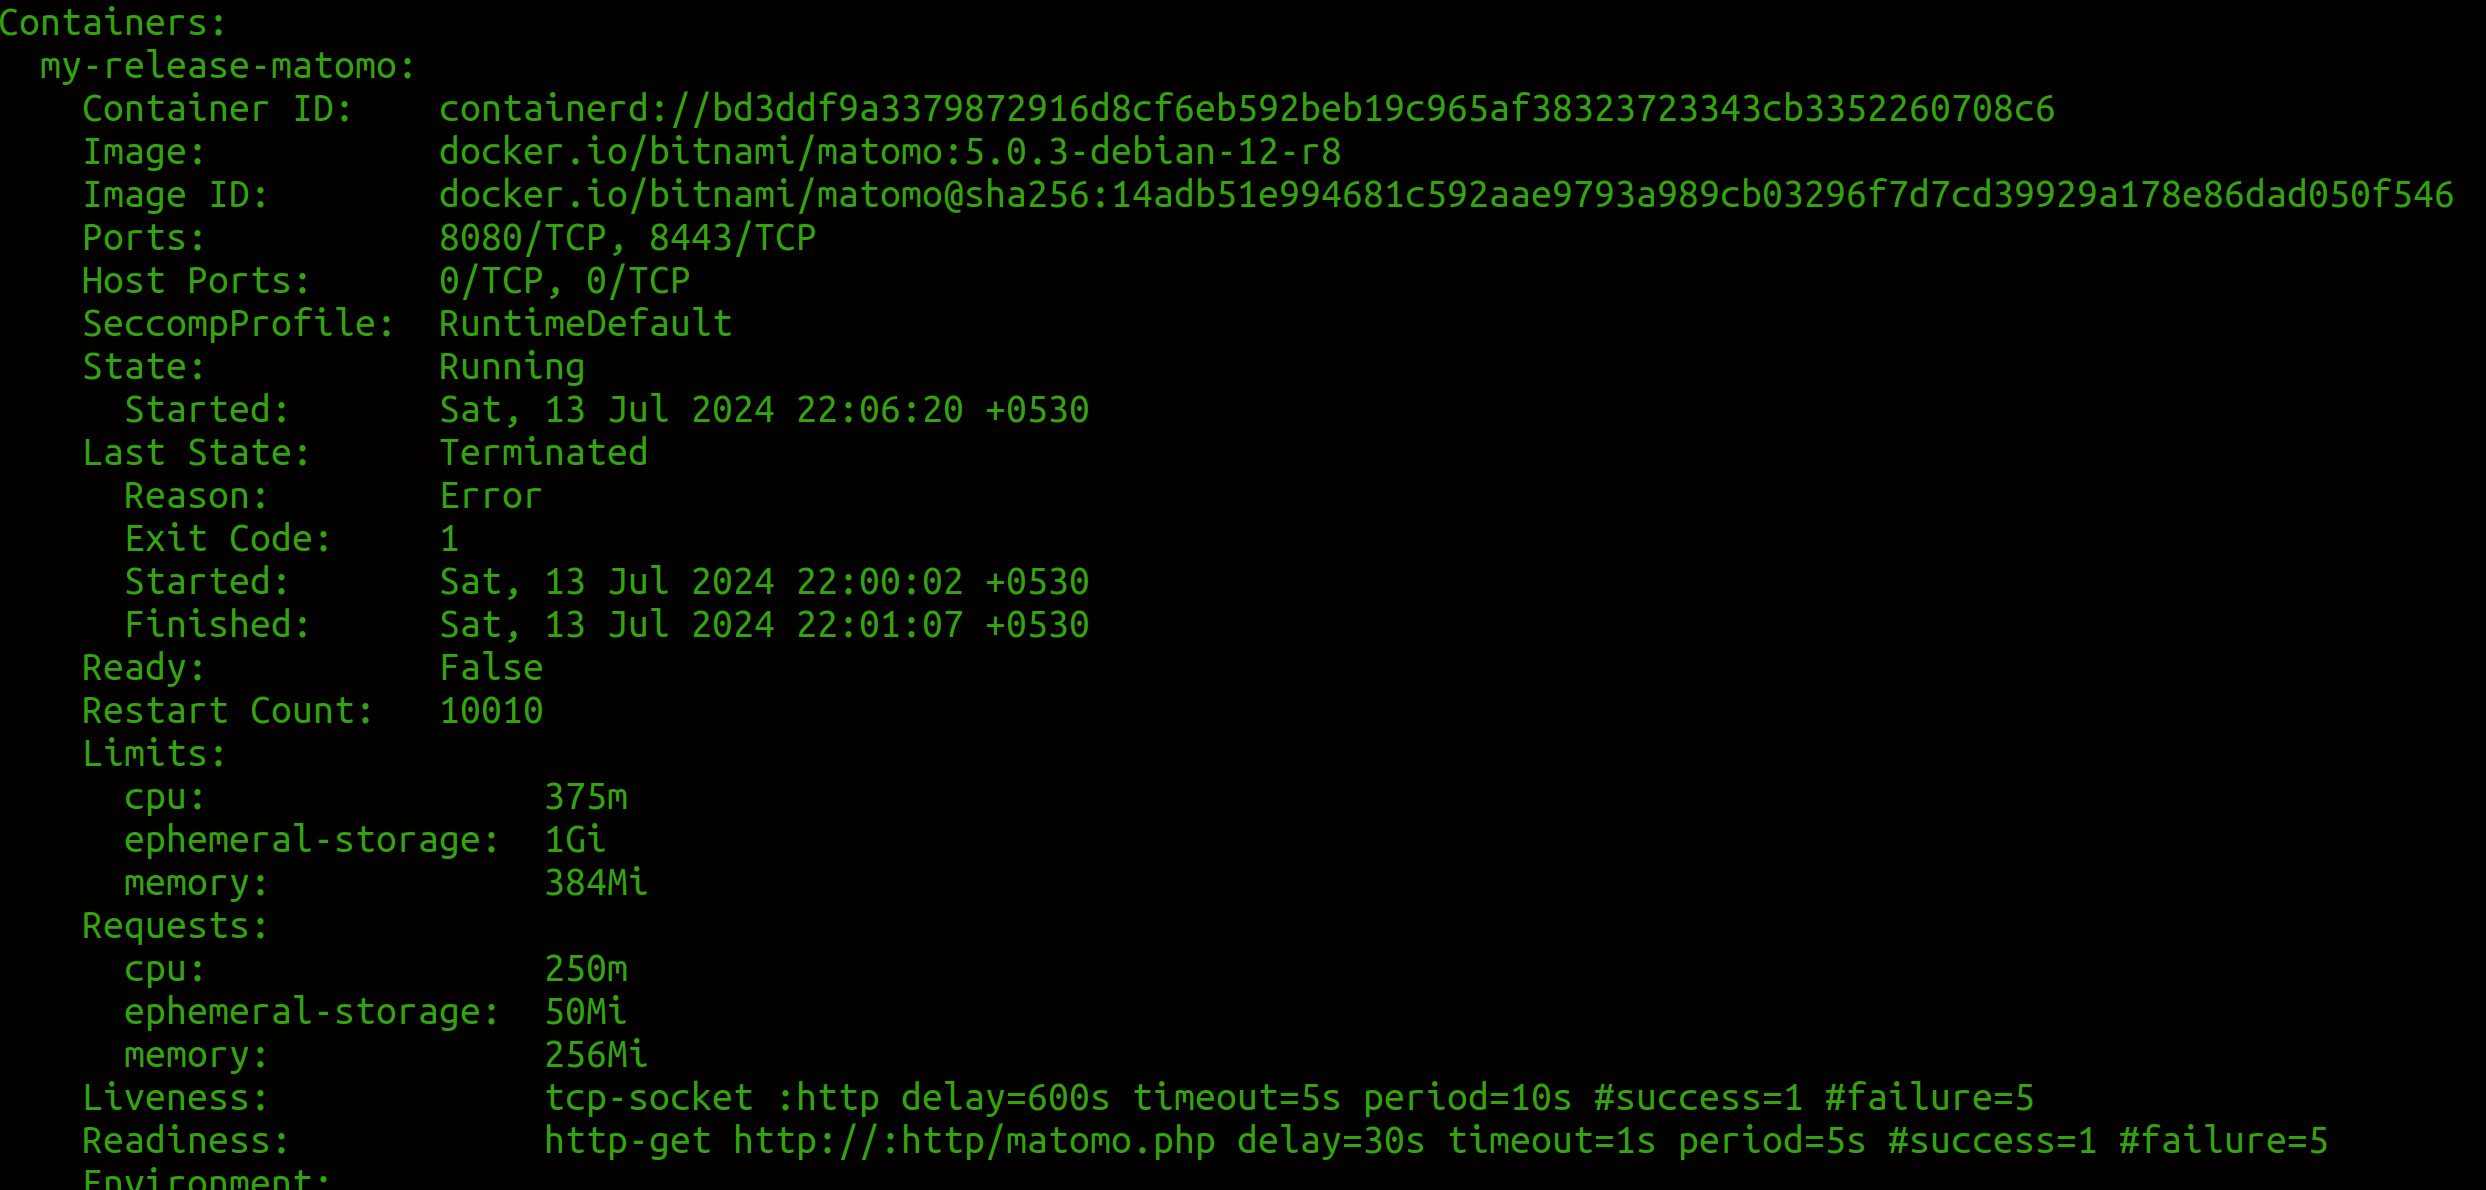 Containers:
  my-release-matomo:
    Container ID:    containerd://bd3ddf9a3379872916d8cf6eb592beb19c965af38323723343cb3352260708c6
    Image:           docker.io/bitnami/matomo:5.0.3-debian-12-r8
    Image ID:        docker.io/bitnami/matomo@sha256:14adb51e994681c592aae9793a989cb03296f7d7cd39929a178e86dad050f546
    Ports:           8080/TCP, 8443/TCP
    Host Ports:      0/TCP, 0/TCP
    SeccompProfile:  RuntimeDefault
    State:           Running
      Started:       Sat, 13 Jul 2024 22:06:20 +0530
    Last State:      Terminated
      Reason:        Error
      Exit Code:     1
      Started:       Sat, 13 Jul 2024 22:00:02 +0530
      Finished:      Sat, 13 Jul 2024 22:01:07 +0530
    Ready:           False
    Restart Count:   10010
    Limits:
      cpu:                375m
      ephemeral-storage:  1Gi
      memory:             384Mi
    Requests:
      cpu:                250m
      ephemeral-storage:  50Mi
      memory:             256Mi
    Liveness:             tcp-socket :http delay=600s timeout=5s period=10s #success=1 #failure=5
    Readiness:            http-get http://:http/matomo.php delay=30s timeout=1s period=5s #success=1 #failure=5
    Environment: